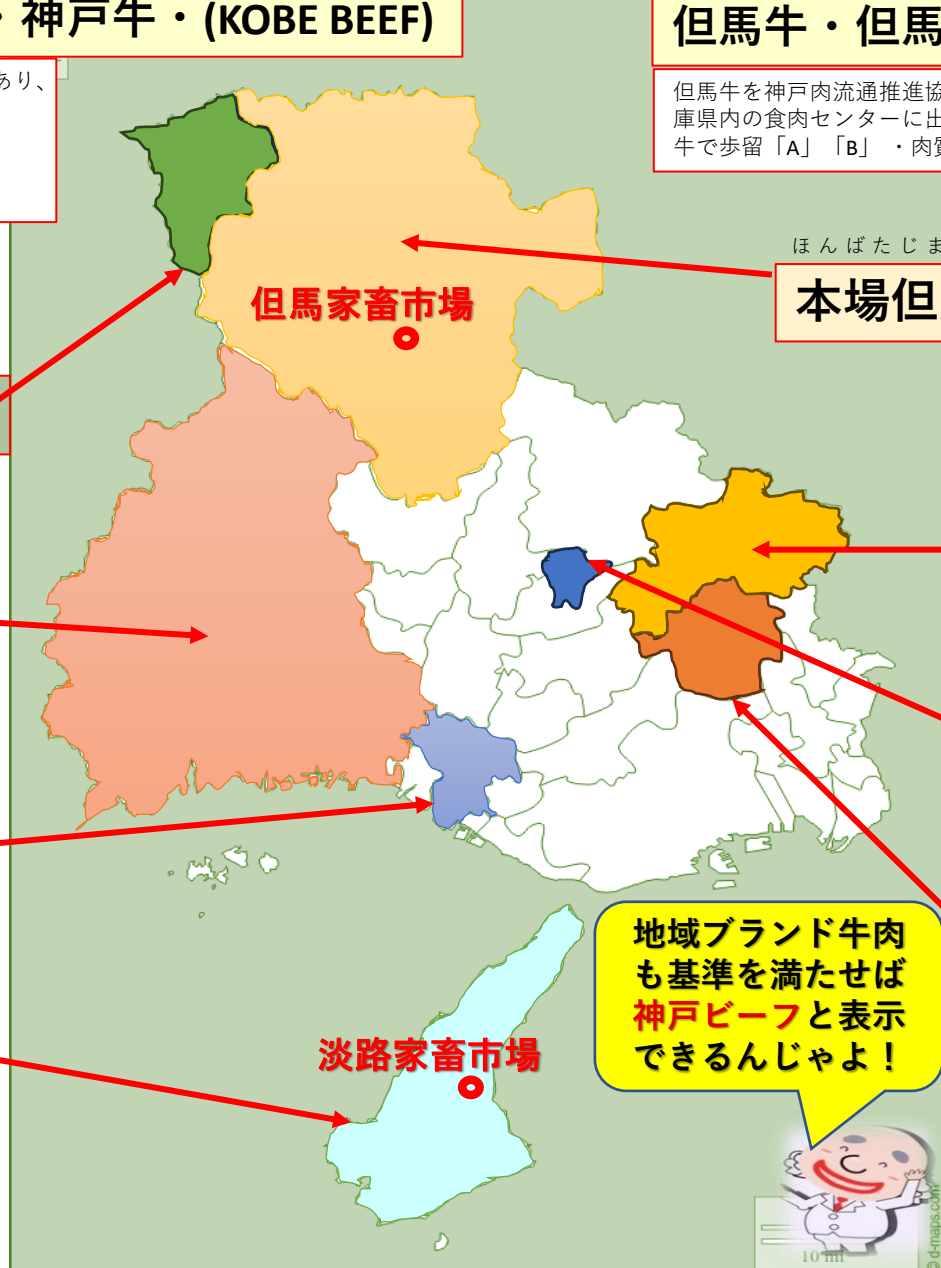 ・神戸牛・(KOBE BEEF)
あり、
但馬牛・但馬
但馬牛を神戸肉流通推進協
庫県内の食肉センターに出
牛で歩留「A」「B」・肉質
ほんばたじま
本場但
但馬家畜市場
淡路家畜市場
地域ブランド牛肉
も基準を満たせば
神戸ビーフと表示
できるんじゃよ！
10 mi
© d-maps.com